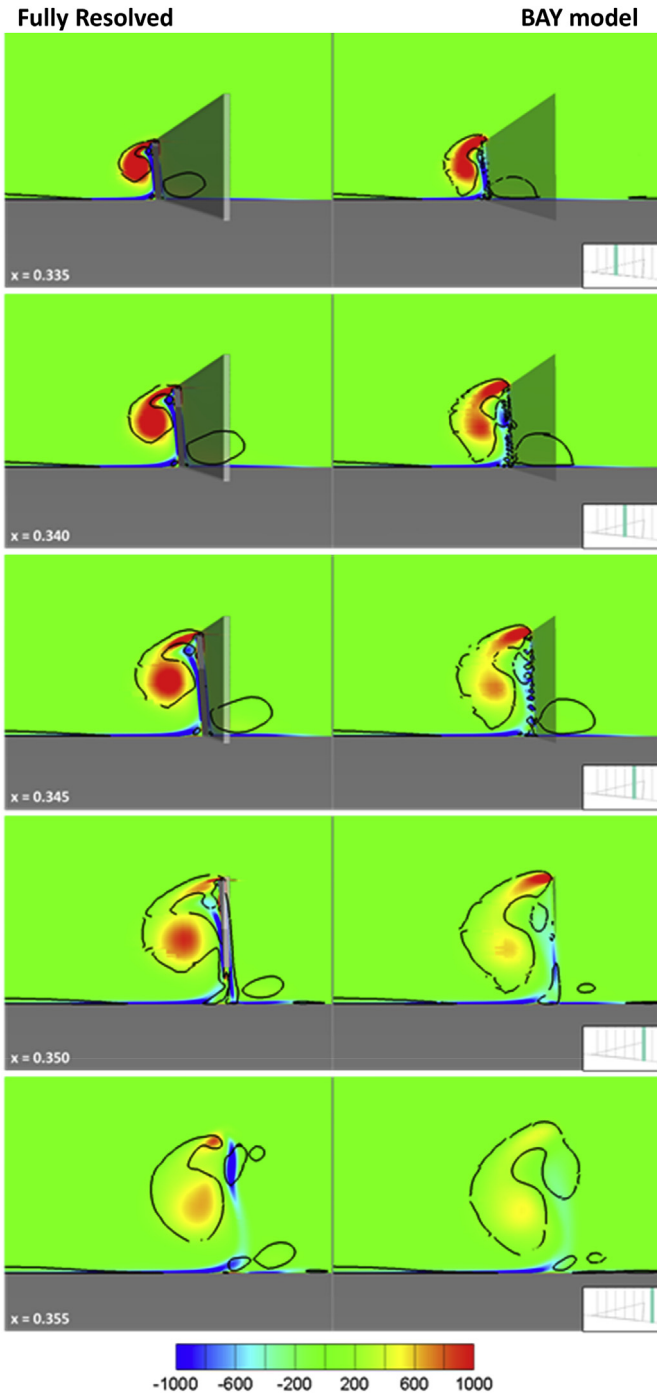 Fully Resolved BAY model
x = 0.335
x = 0.340
x = 0.345
x = 0.350
x = 0.355
-1000 -600 -200 200 600 1000